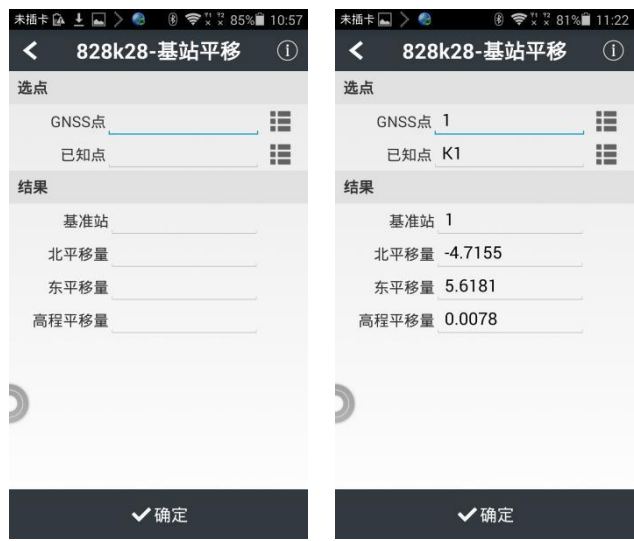 未插卡 85% 10:57
828k28-基站平移
选点
GNSS点
已知点
结果
基准站
北平移量
东平移量
高程平移量
确定
未插卡 81% 11:22
828k28-基站平移
选点
GNSS点 1
已知点 K1
结果
基准站 1
北平移量 -4.7155
东平移量 5.6181
高程平移量 0.0078
确定